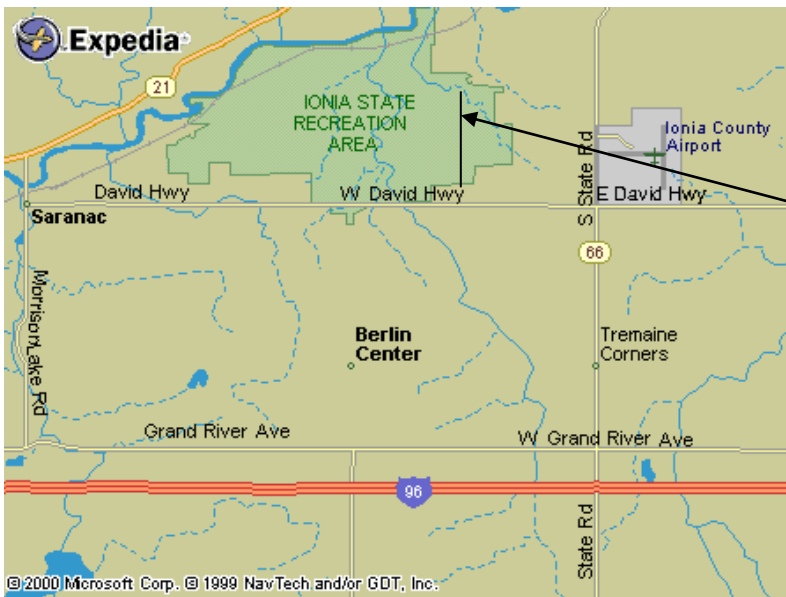 Expedia
21
IONIA STATE
RECREATION
AREA
Ionia County
Airport
David Hwy
W David Hwy
E David Hwy
S State Rd
Saranac
66
Morrison Lake Rd
Berlin
Center
Tremaine
Corners
Grand River Ave
W Grand River Ave
96
State Rd
© 2000 Microsoft Corp. © 1999 NavTech and/or GDT, Inc.